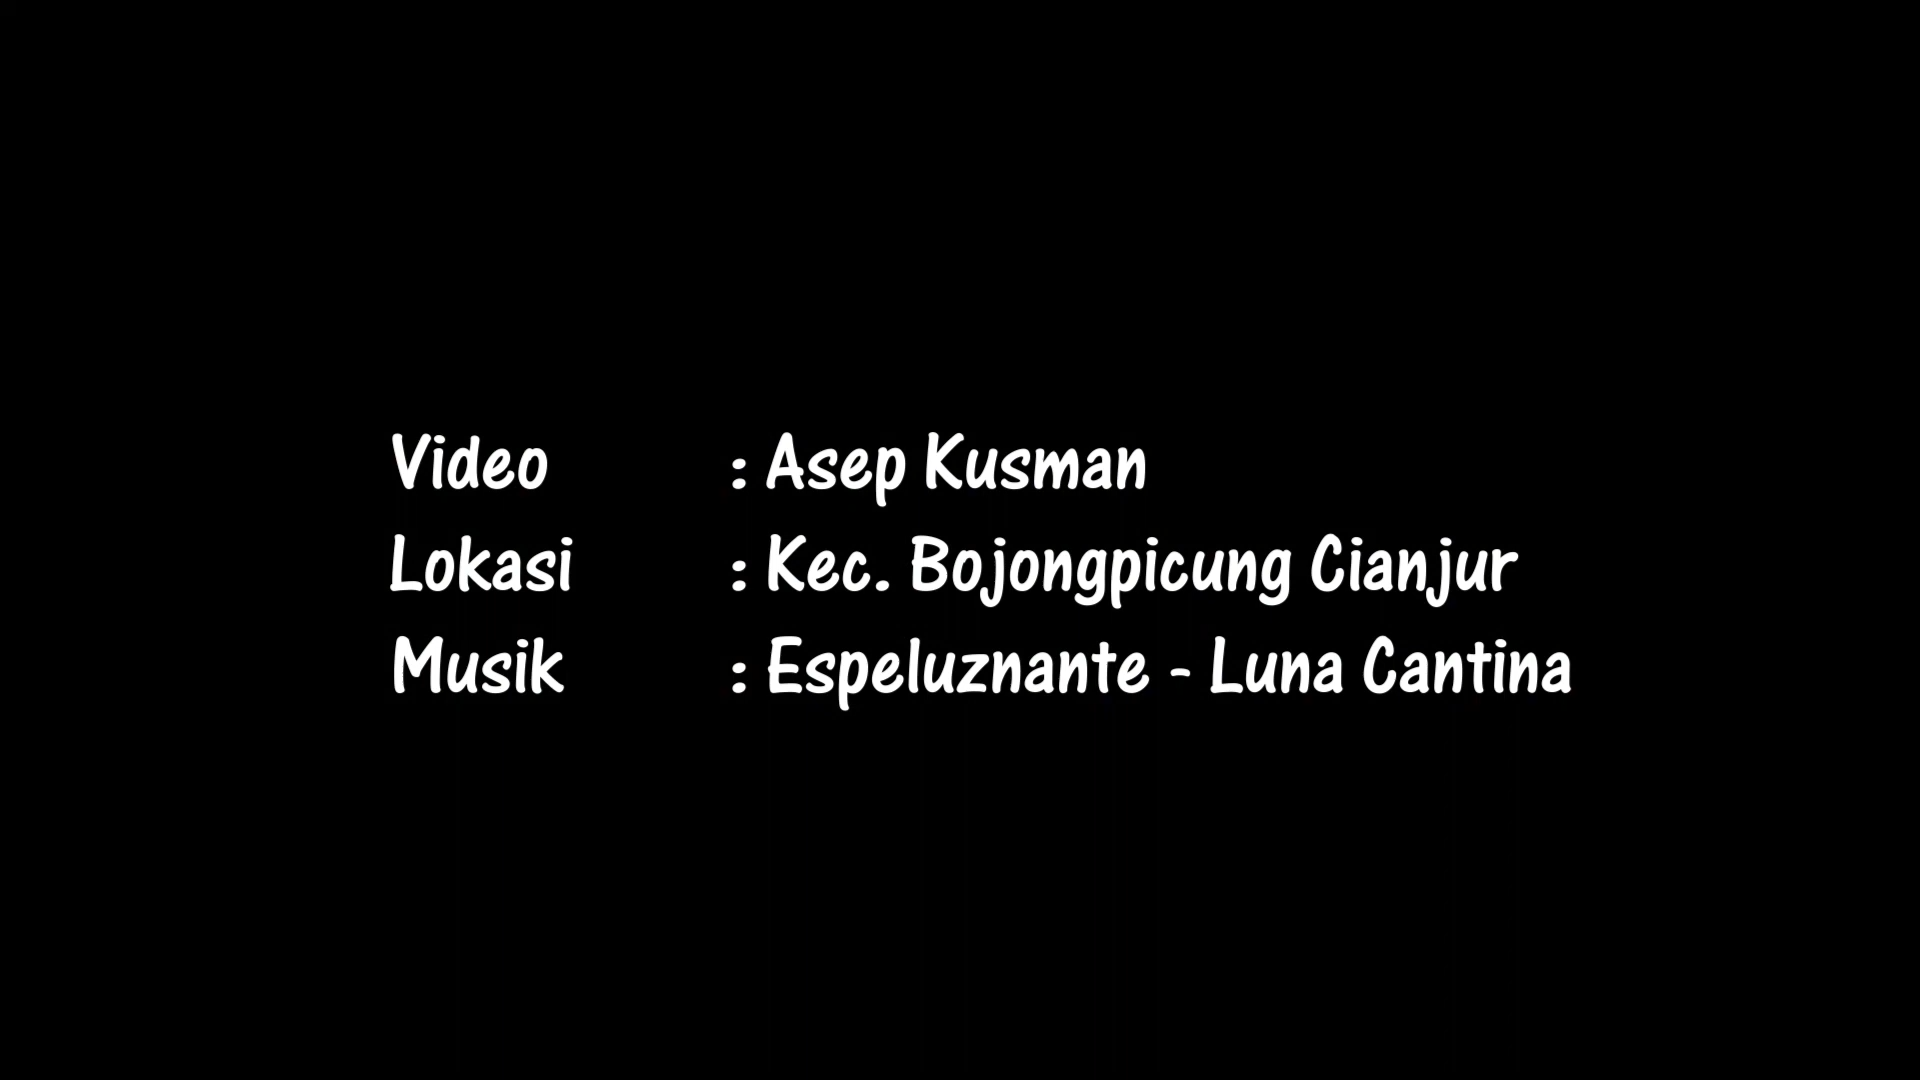 Video : Asep Kusman
Lokasi : Kec. Bojongpicung Cianjur
Musik : Espeluznante - Luna Cantina